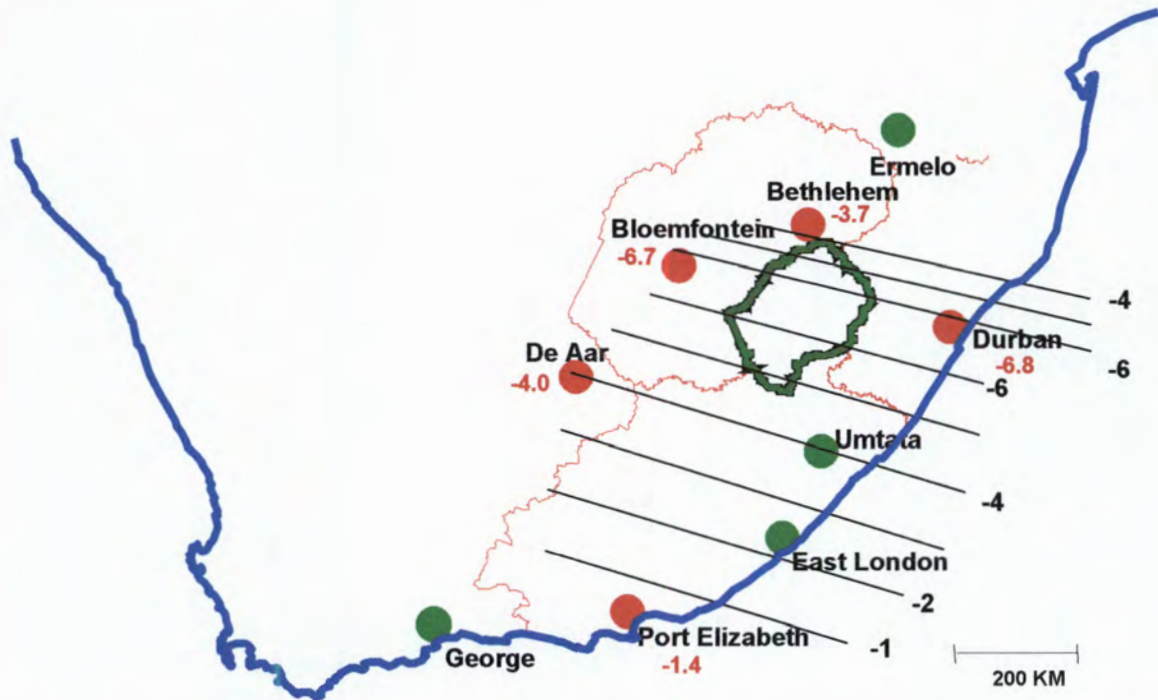 Ermelo
Bethlehem
-3.7
Bloemfontein
-6.7
-4
Durban
-6.8
-6
-6
De Aar
-4.0
Umtata
-4
East London
-2
Port Elizabeth
-1.4
-1
George
200 KM